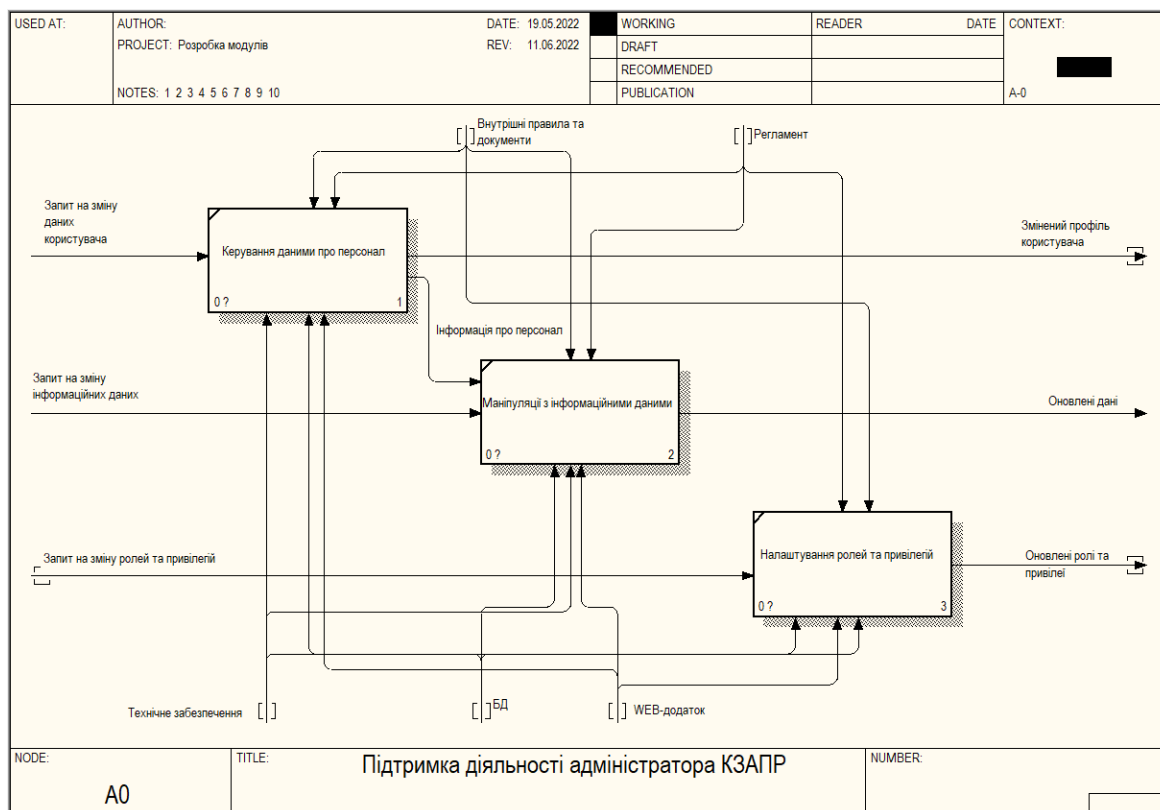 USED AT:
AUTHOR:
DATE: 19.05.2022
PROJECT: Розробка модулів
REV: 11.06.2022
NOTES: 1 2 3 4 5 6 7 8 9 10
WORKING
DRAFT
RECOMMENDED
PUBLICATION
READER
DATE
CONTEXT:
A-0
Внутрішні правила та
документи
Регламент
Запит на зміну
даних
користувача
Керування даними про персонал
0 ?
1
Змінений профіль
користувача
Інформація про персонал
Запит на зміну
інформаційних даних
Маніпуляції з інформаційними даними
0 ?
2
Оновлені дані
Запит на зміну ролей та привілегій
Налаштування ролей та привілегій
0 ?
3
Оновлені ролі та
привілеї
Технічне забезпечення
БД
WEB-додаток
NODE:
A0
TITLE:
Підтримка діяльності адміністратора КЗАПР
NUMBER: